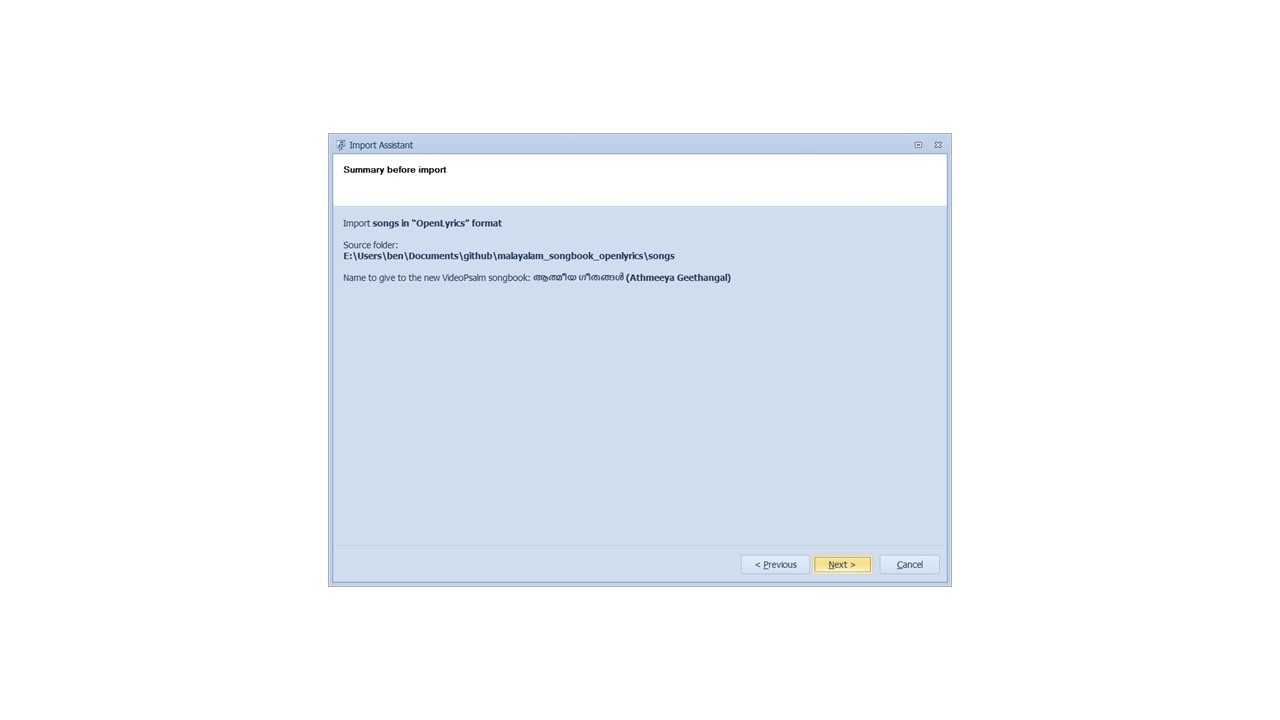 Import Assistant
Summary before import
Import songs in “OpenLyrics” format
Source folder:
E:\Users\ben\Documents\github\malayalam_songbook_openlyrics\songs
Name to give to the new VideoPsalm songbook: ആത്മീയ ഗീതങ്ങൾ (Athmeeya Geethangal)
< Previous Next > Cancel